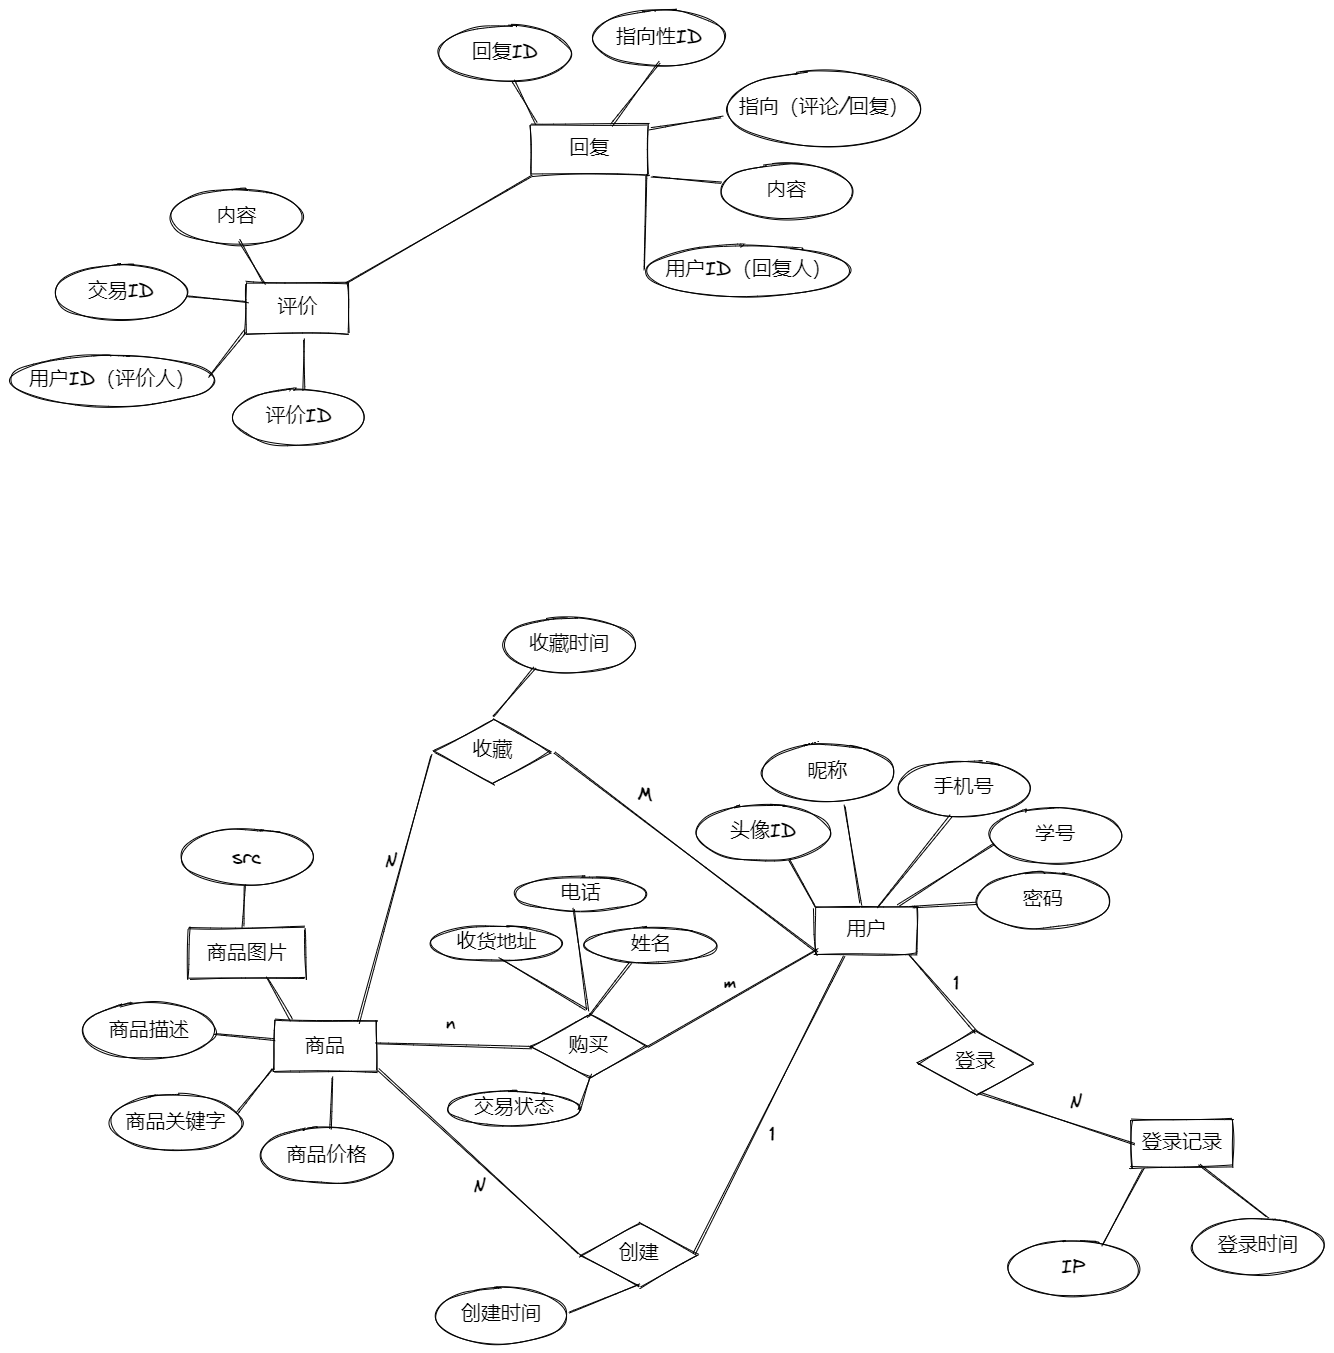 指向性ID
回复ID
指向（评论/回复）
回复
内容
内容
用户ID（回复人）
交易ID
评价
用户ID（评价人）
评价ID
收藏时间
收藏
昵称
手机号
M
头像ID
学号
src
N
电话
密码
收货地址
姓名
用户
商品图片
m
1
n
商品描述
商品
购买
登录
交易状态
N
商品关键字
1
登录记录
商品价格
N
创建
登录时间
IP
创建时间